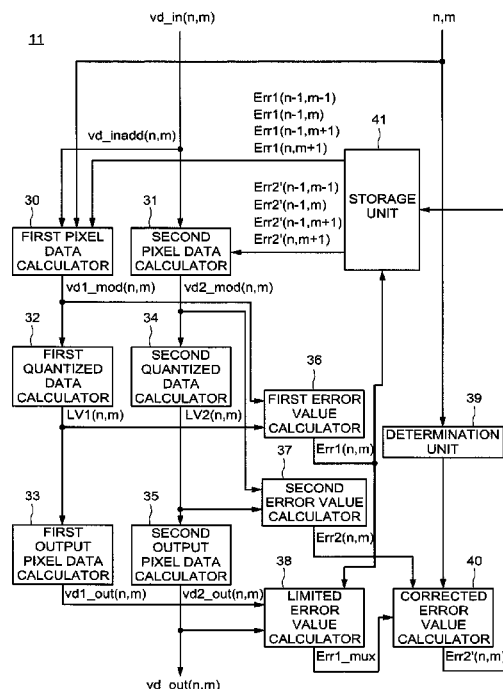 vd_in(n,m)
n,m
11
Err1(n-1,m-1)
Err1(n-1,m)
Err1(n-1,m+1)
Err1(n,m+1)
41
vd_inadd(n,m)
Err2'(n-1,m-1)
Err2'(n-1,m)
Err2'(n-1,m+1)
Err2'(n,m+1)
STORAGE
UNIT
30
31
FIRST PIXEL
DATA
CALCULATOR
SECOND
PIXEL DATA
CALCULATOR
vd1_mod(n,m)
vd2_mod(n,m)
32
34
FIRST
QUANTIZED
DATA
CALCULATOR
SECOND
QUANTIZED
DATA
CALCULATOR
36
LV1(n,m)
LV2(n,m)
FIRST ERROR
VALUE
CALCULATOR
39
Err1(n,m)
DETERMINATION
UNIT
37
33
35
SECOND
ERROR VALUE
CALCULATOR
FIRST
OUTPUT
PIXEL DATA
CALCULATOR
SECOND
OUTPUT
PIXEL DATA
CALCULATOR
Err2(n,m)
38
40
vd1_out(n,m)
vd2_out(n,m)
LIMITED
ERROR
VALUE
CALCULATOR
CORRECTED
ERROR
VALUE
CALCULATOR
Err1_mux
Err2'(n,m)
vd_out(n,m)